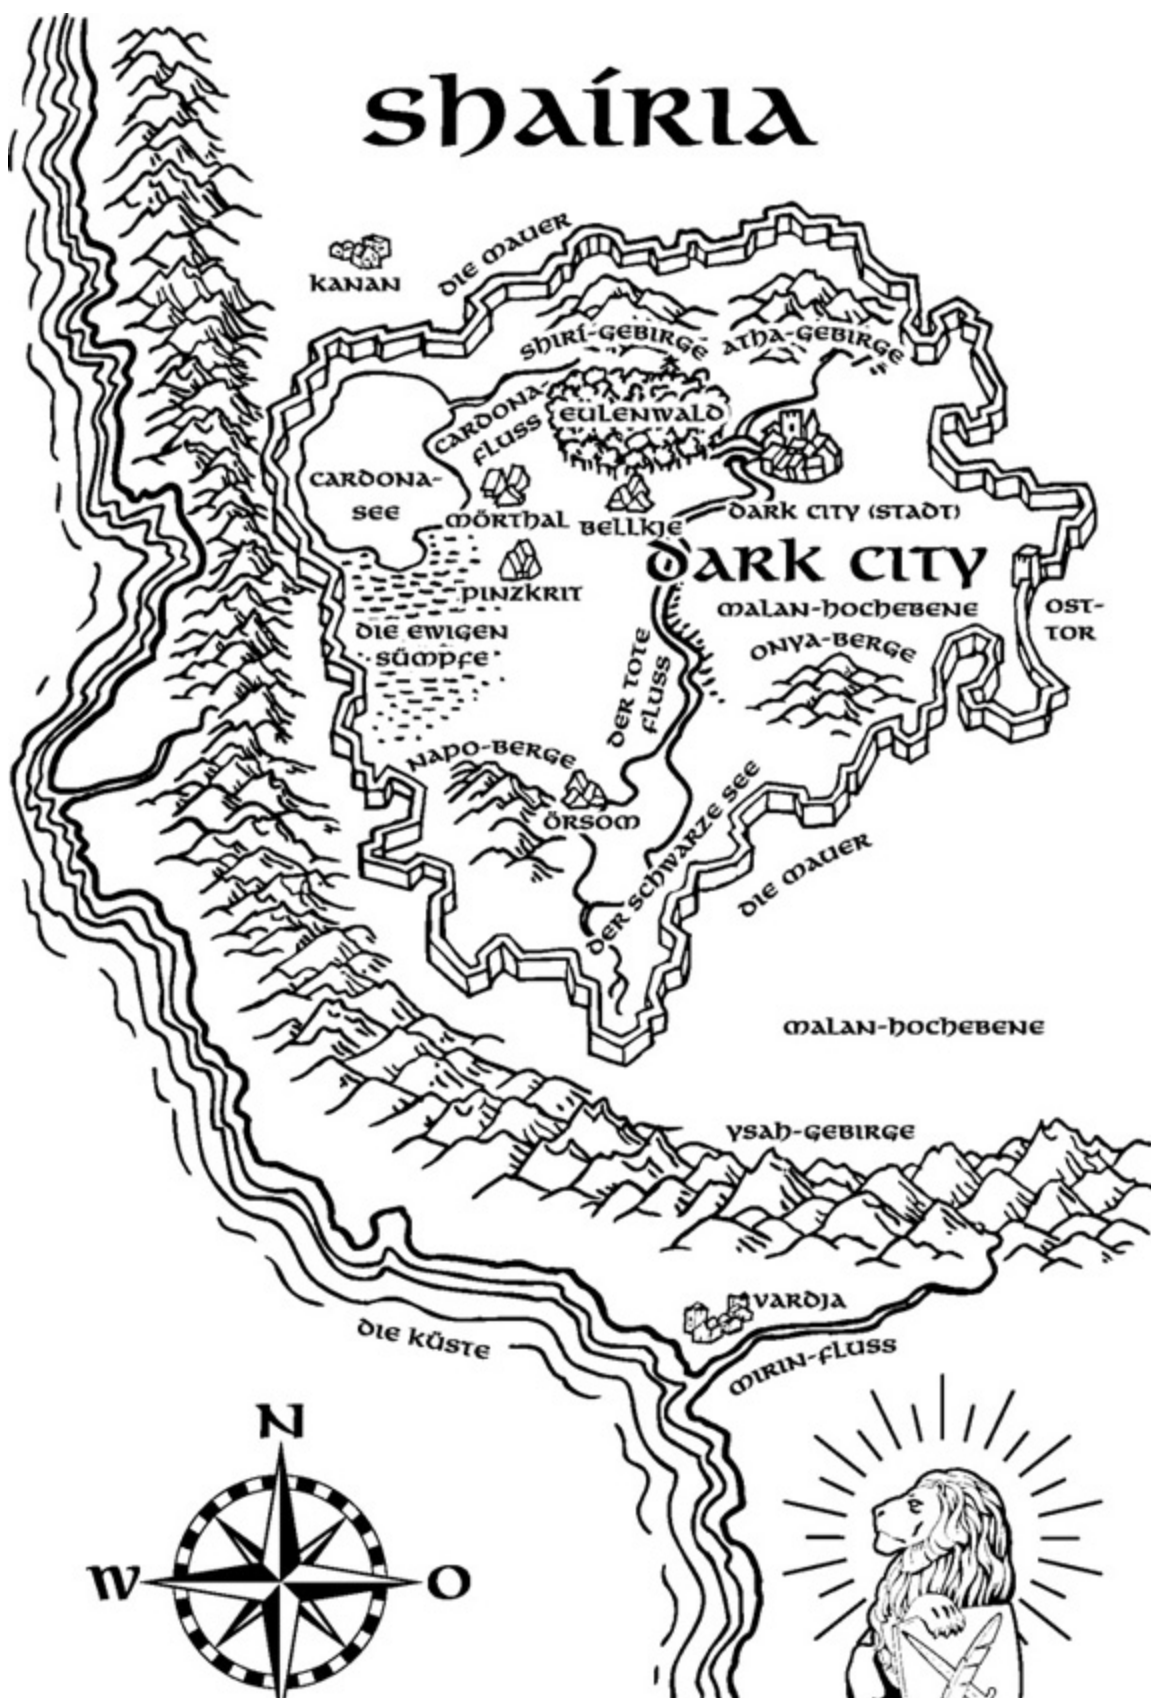 Shaíria
Kanan
Die Mauer
Shirí-Gebirge
Atha-Gebirge
Cardona-
Fluss
Eulenwald
Cardona-
See
Mörthal
Bellkje
Dark City (Stadt)
Dark City
Pinzkrit
Malan-Hochebene
Ost-
Tor
Die Ewigen
Sümpfe
Onya-Berge
Der Tote
Fluss
Napo-Berge
Örsom
Der Schwarze See
Die Mauer
Malan-Hochebene
Ysah-Gebirge
Vardja
Die Küste
Mirin-Fluss
N
W
O